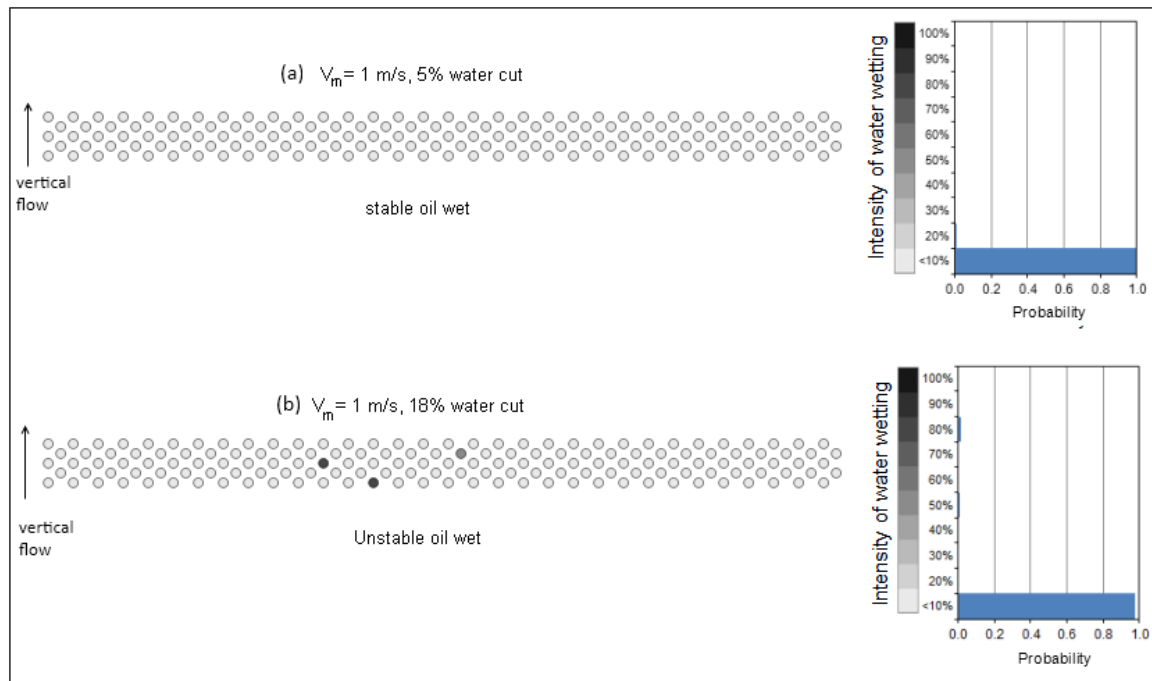 (a) Vm = 1 m/s, 5% water cut
vertical
flow
stable oil wet
Intensity of water wetting
100%
90%
80%
70%
60%
50%
40%
30%
20%
<10%
0.0 0.2 0.4 0.6 0.8 1.0
Probability
(b) Vm = 1 m/s, 18% water cut
vertical
flow
Unstable oil wet
Intensity of water wetting
100%
90%
80%
70%
60%
50%
40%
30%
20%
<10%
0.0 0.2 0.4 0.6 0.8 1.0
Probability